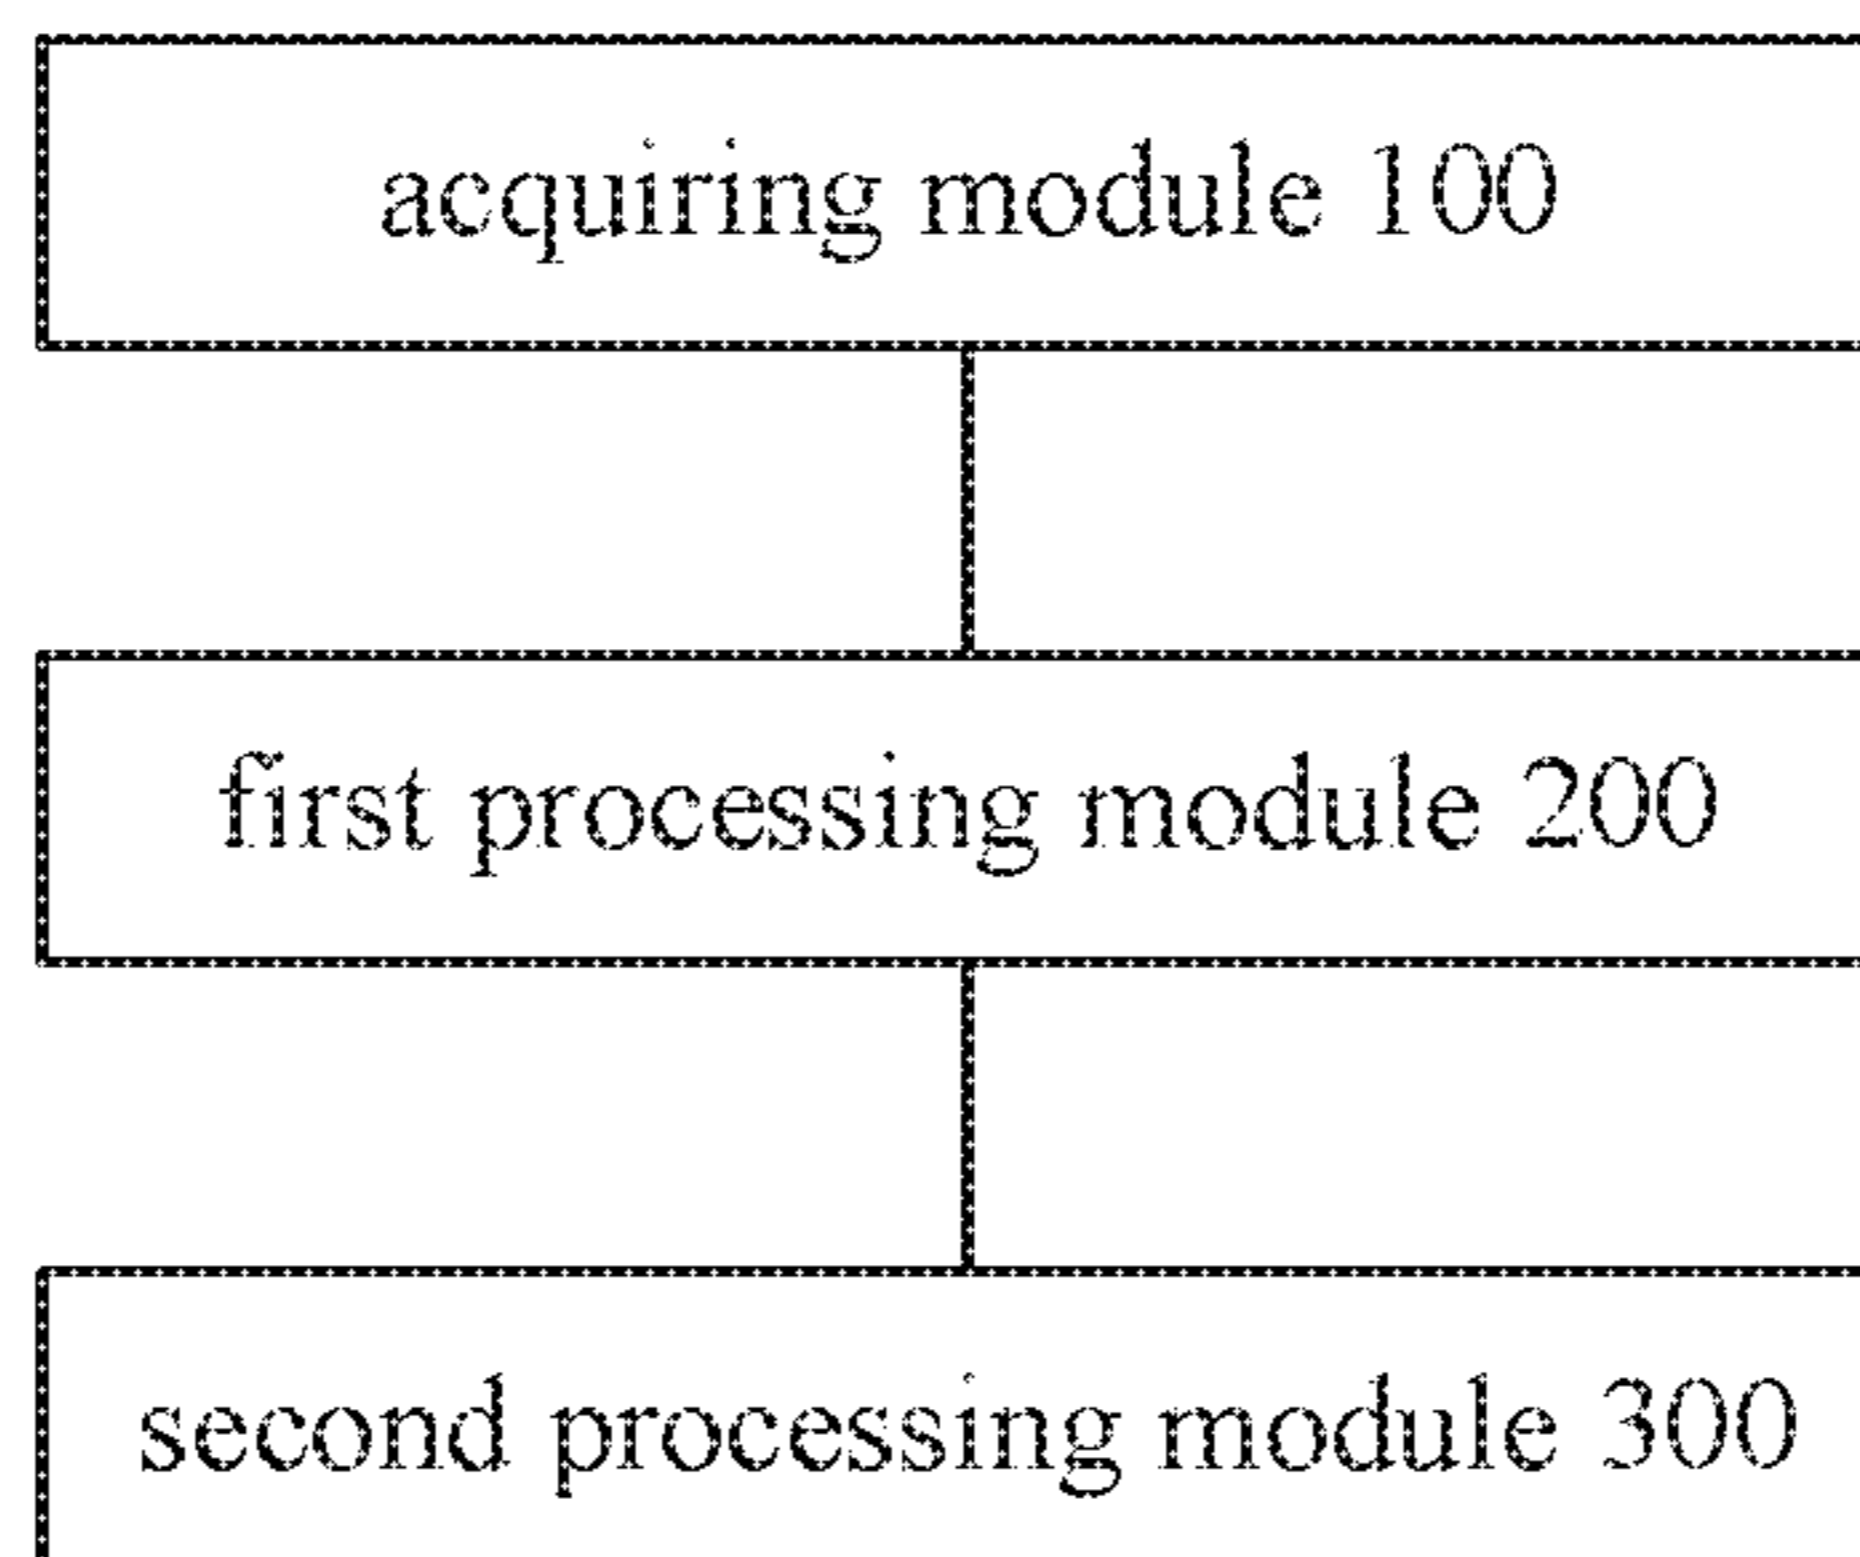 acquiring module 100
first processing module 200
second processing module 300